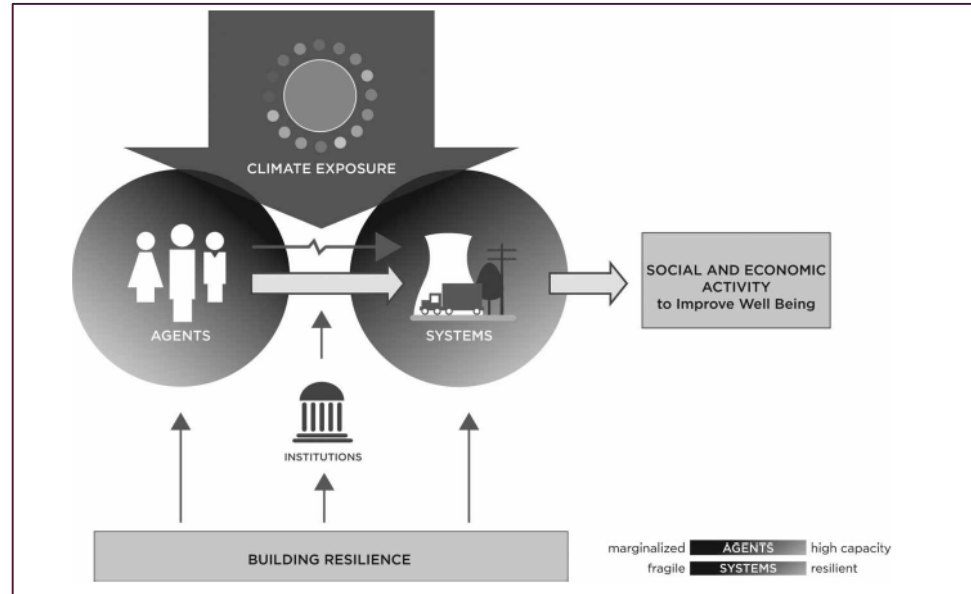 CLIMATE EXPOSURE
AGENTS
SYSTEMS
SOCIAL AND ECONOMIC
ACTIVITY
to Improve Well Being
INSTITUTIONS
BUILDING RESILIENCE
marginalized AGENTS high capacity
fragile SYSTEMS resilient